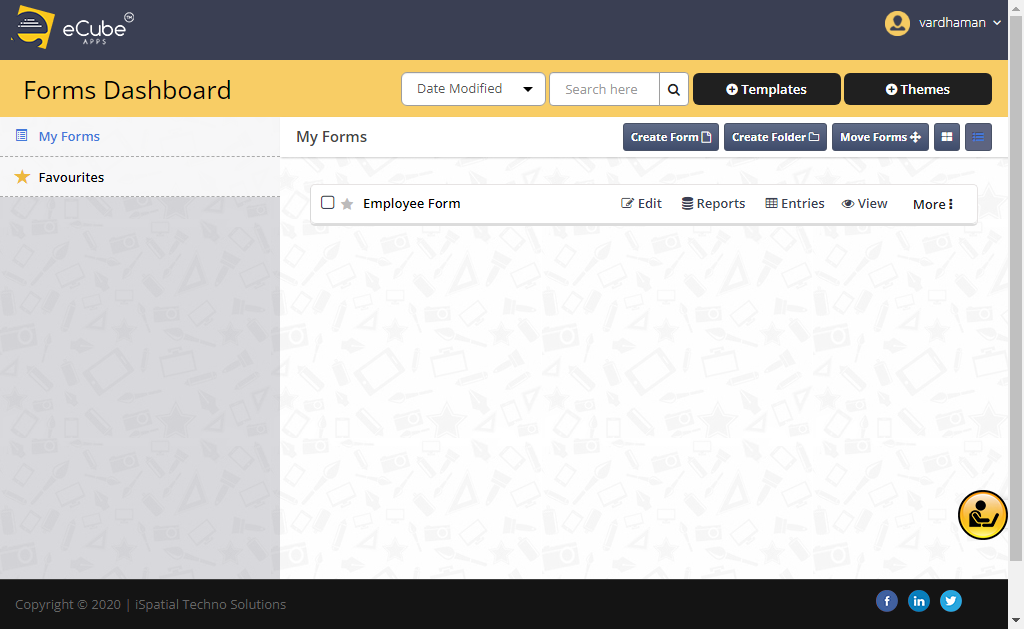 eCube TM
APPS
vardhaman
Forms Dashboard
Date Modified
Search here
Templates
Themes
My Forms
Favourites
My Forms
Create Form
Create Folder
Move Forms
Employee Form
Edit
Reports
Entries
View
More
Copyright © 2020 | iSpatial Techno Solutions